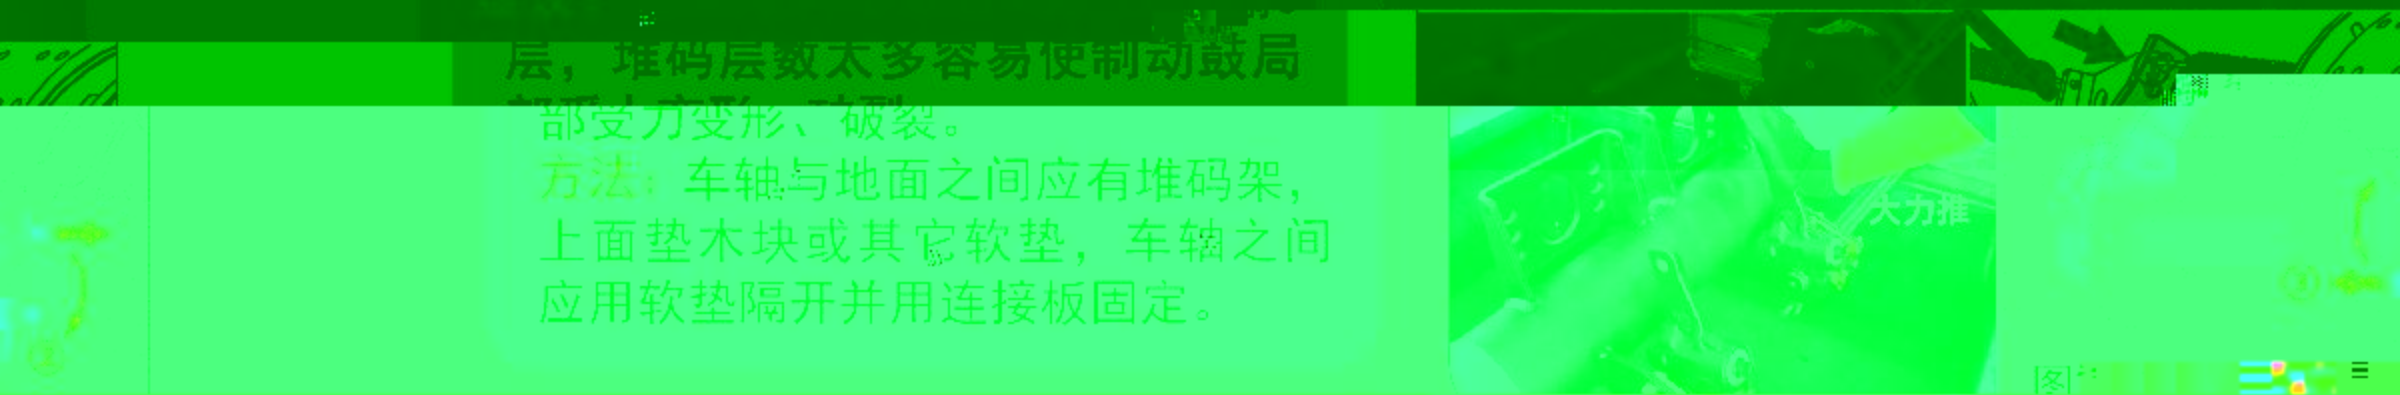 层，堆码层数太多容易使制动鼓局
部受力变形、破裂。
方法：车轴与地面之间应有堆码架，
上面垫木块或其它软垫，车轴之间
应用软垫隔开并用连接板固定。
大力推
②
③
图